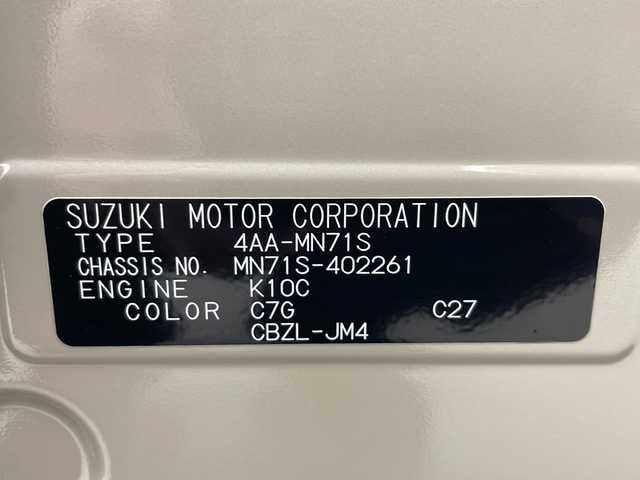 SUZUKI MOTOR CORPORATION
TYPE 4AA-MN71S
CHASSIS NO. MN71S-402261
ENGINE K10C
COLOR C7G C27
CBZL-JM4